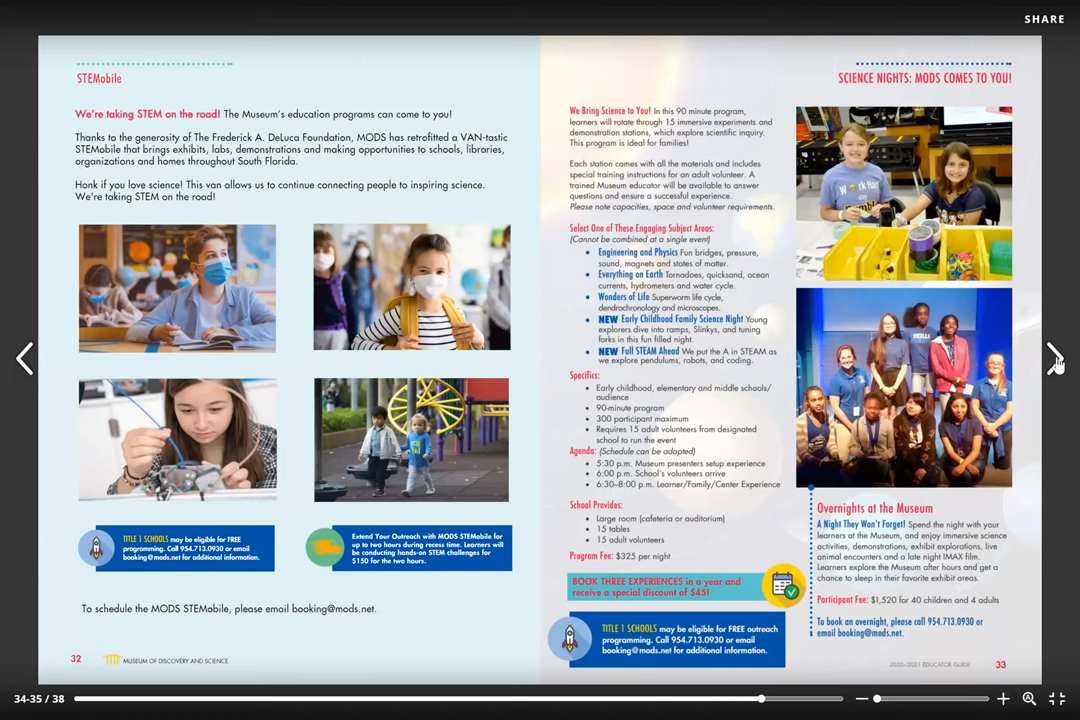 SHARE
STEMobile
We're taking STEM on the road! The Museum's education programs can come to you!
Thanks to the generosity of The Frederick A. DeLuca Foundation, MODS has retrofitted a VAN-tastic
STEMobile that brings exhibits, labs, demonstrations and making opportunities to schools, libraries,
organizations and homes throughout South Florida.
Honk if you love science! This van allows us to continue connecting people to inspiring science.
We're taking STEM on the road!
TITLE 1 SCHOOLS may be eligible for FREE
programming. Call 954.713.0930 or email
booking@mods.net for additional information.
Extend Your Outreach with MODS STEMobile for
up to two hours during recess time. Learners will
be conducting hands-on STEM challenges for
$150 for the two hours.
To schedule the MODS STEMobile, please email booking@mods.net.
32
MUSEUM OF DISCOVERY AND SCIENCE
SCIENCE NIGHTS: MODS COMES TO YOU!
We Bring Science to You! In this 90 minute program,
learners will rotate through 15 immersive experiments and
demonstration stations, which explore scientific inquiry.
This program is ideal for families!
Each station comes with all the materials and includes
special training instructions for an adult volunteer. A
trained Museum educator will be available to answer
questions and ensure a successful experience.
Please note capacities, space and volunteer requirements.
Select One of These Engaging Subject Areas:
(Cannot be combined at a single event)
• Engineering and Physics Fun bridges, pressure,
sound, magnets and states of matter.
• Everything on Earth Tornadoes, quicksand, ocean
currents, hydrometers and water cycle.
• Wonders of Life Superworm life cycle,
dendrochronology and microscopes.
• NEW Early Childhood Family Science Night Young
explorers dive into ramps, Slinkys, and tuning
forks in this fun filled night.
• NEW Full STEAM Ahead We put the A in STEAM as
we explore pendulums, robots, and coding.
Specifics:
• Early childhood, elementary and middle schools/
audience
• 90-minute program
• 300 participant maximum
• Requires 15 adult volunteers from designated
school to run the event
Agenda: (Schedule can be adapted)
• 5:30 p.m. Museum presenters setup experience
• 6:00 p.m. School's volunteers arrive
• 6:30–8:00 p.m. Learner/Family/Center Experience
School Provides:
• Large room (cafeteria or auditorium)
• 15 tables
• 15 adult volunteers
Program Fee: $325 per night
BOOK THREE EXPERIENCES in a year and
receive a special discount of $45!
TITLE 1 SCHOOLS may be eligible for FREE outreach
programming. Call 954.713.0930 or email
booking@mods.net for additional information.
Overnights at the Museum
A Night They Won't Forget! Spend the night with your
learners at the Museum, and enjoy immersive science
activities, demonstrations, exhibit explorations, live
animal encounters and a late night IMAX film.
Learners explore the Museum after hours and get a
chance to sleep in their favorite exhibit areas.
Participant Fee: $1,520 for 40 children and 4 adults
To book an overnight, please call 954.713.0930 or
email booking@mods.net.
2020–2021 EDUCATOR GUIDE
33
34-35 / 38